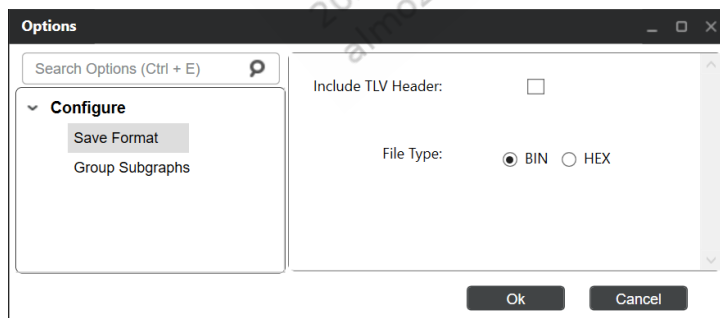 Options
Search Options (Ctrl + E)
Configure
Save Format
Group Subgraphs
Include TLV Header:
File Type:
BIN
HEX
Ok
Cancel